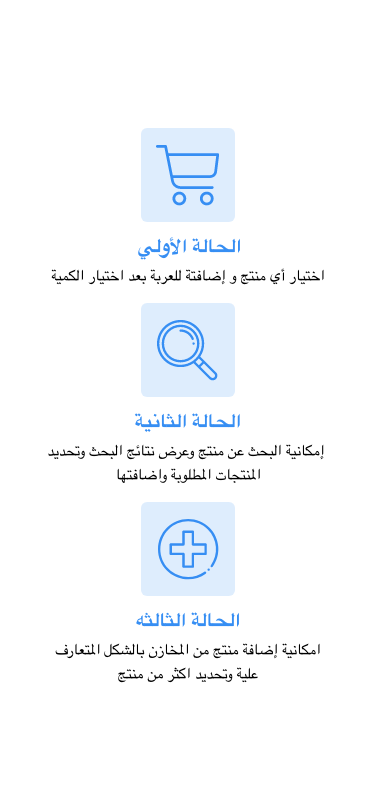 الحالة الأولي
اختيار أي منتج و إضافتة للعربة بعد اختيار الكمية
الحالة الثانية
إمكانية البحث عن منتج وعرض نتائج البحث وتحديد
المنتجات المطلوبة واضافتها
الحالة الثالثه
امكانية إضافة منتج من المخازن بالشكل المتعارف
علية وتحديد اكثر من منتج